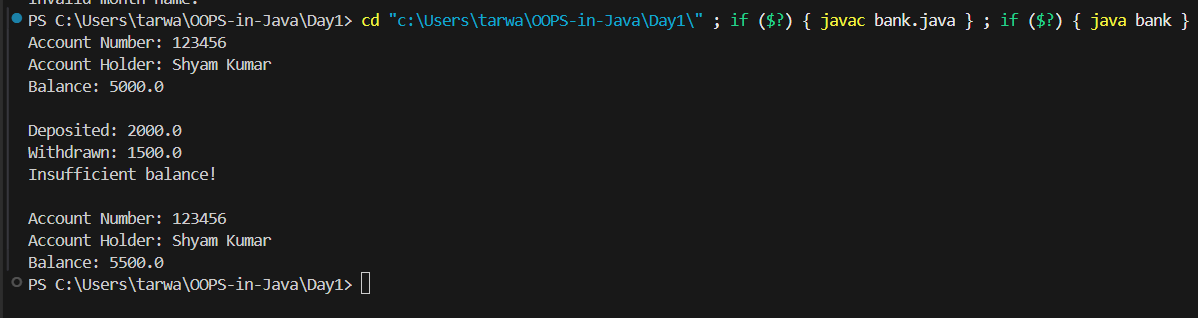 invalid month name.
PS C:\Users\tarwa\OOPS-in-Java\Day1> cd "c:\Users\tarwa\OOPS-in-Java\Day1\" ; if ($?) { javac bank.java } ; if ($?) { java bank }
Account Number: 123456
Account Holder: Shyam Kumar
Balance: 5000.0
Deposited: 2000.0
Withdrawn: 1500.0
Insufficient balance!
Account Number: 123456
Account Holder: Shyam Kumar
Balance: 5500.0
PS C:\Users\tarwa\OOPS-in-Java\Day1>